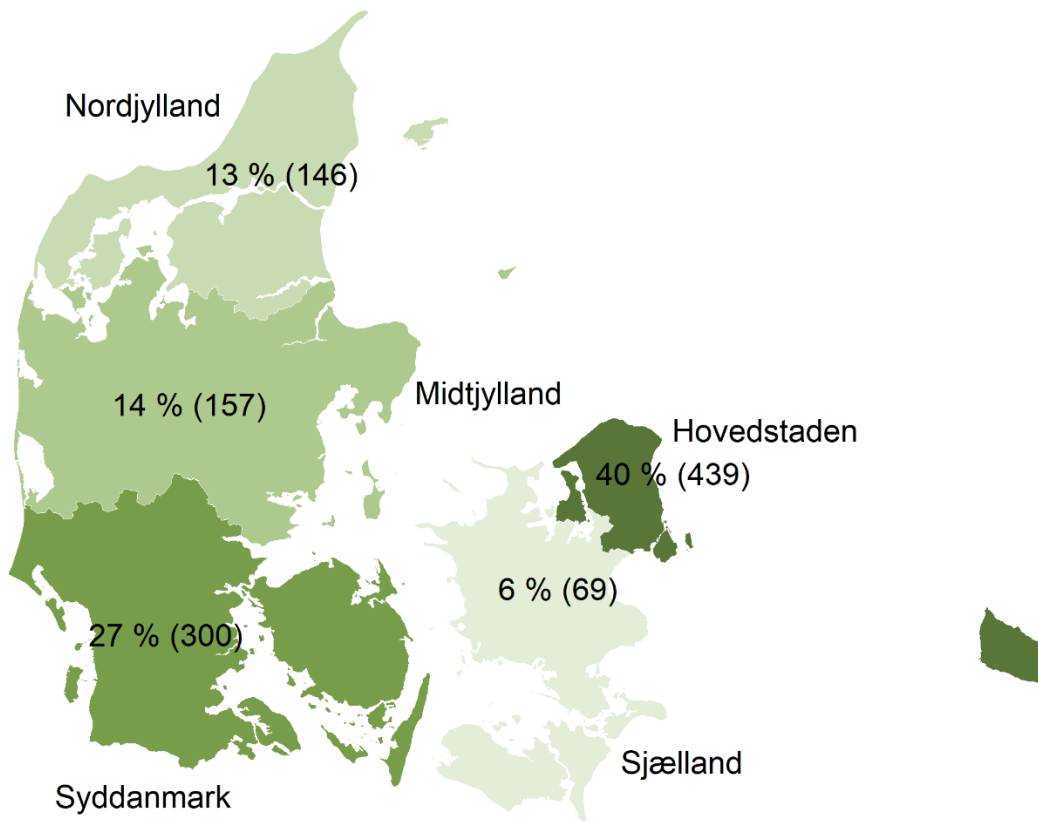 Nordjylland
13 % (146)
14 % (157)
Midtjylland
Hovedstaden
40 % (439)
6 % (69)
27 % (300)
Sjælland
Syddanmark